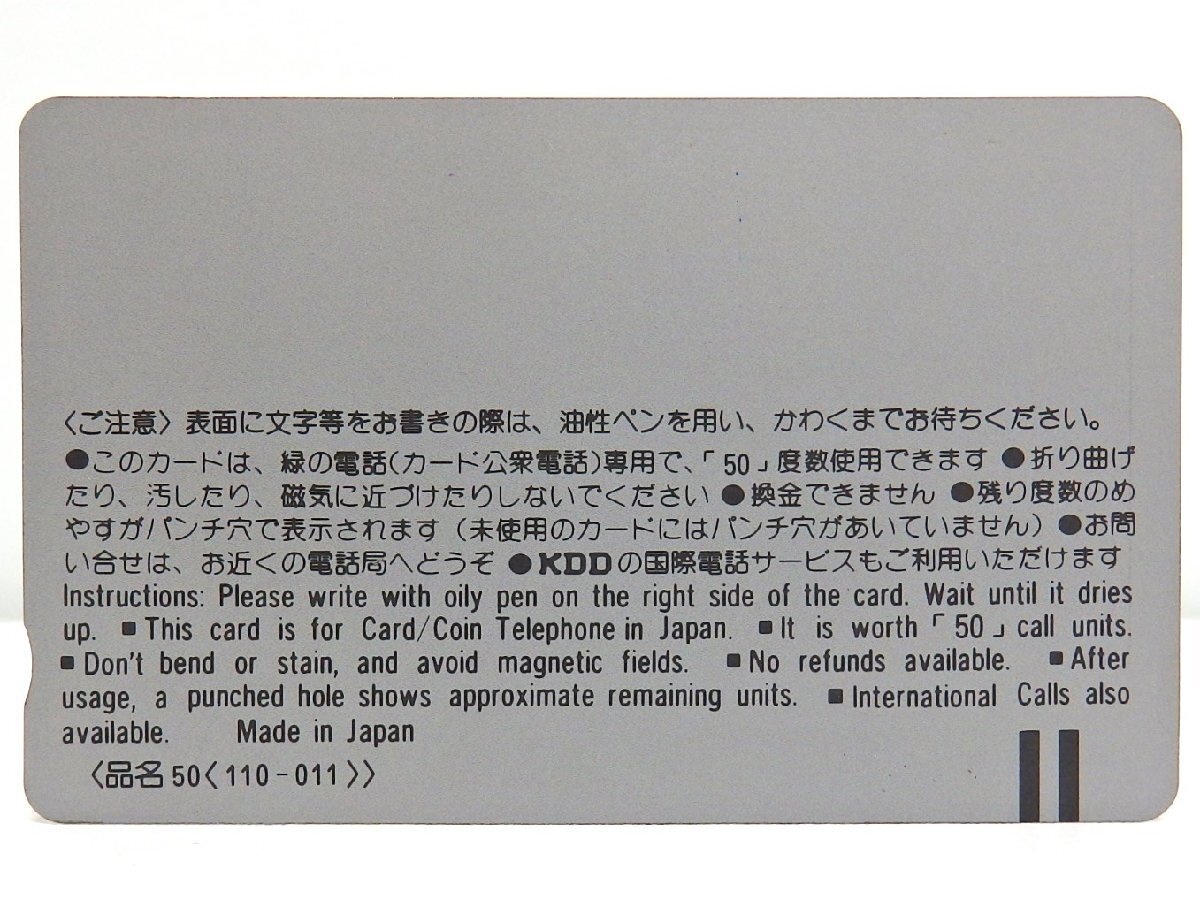 〈ご注意〉表面に文字等をお書きの際は、油性ペンを用い、かわくまでお待ちください。
●このカードは、緑の電話(カード公衆電話)専用で、「50」度数使用できます ●折り曲げ
たり、汚したり、磁気に近づけたりしないでください ●換金できません ●残り度数のめ
やすがパンチ穴で表示されます（未使用のカードにはパンチ穴があいていません）●お問
い合せは、お近くの電話局へどうぞ ●KDDの国際電話サービスもご利用いただけます
Instructions: Please write with oily pen on the right side of the card. Wait until it dries
up. ■This card is for Card/Coin Telephone in Japan. ■It is worth「50」call units.
■Don't bend or stain, and avoid magnetic fields. ■No refunds available. ■After
usage, a punched hole shows approximate remaining units. ■International Calls also
available. Made in Japan
〈品名50〈110-011〉〉